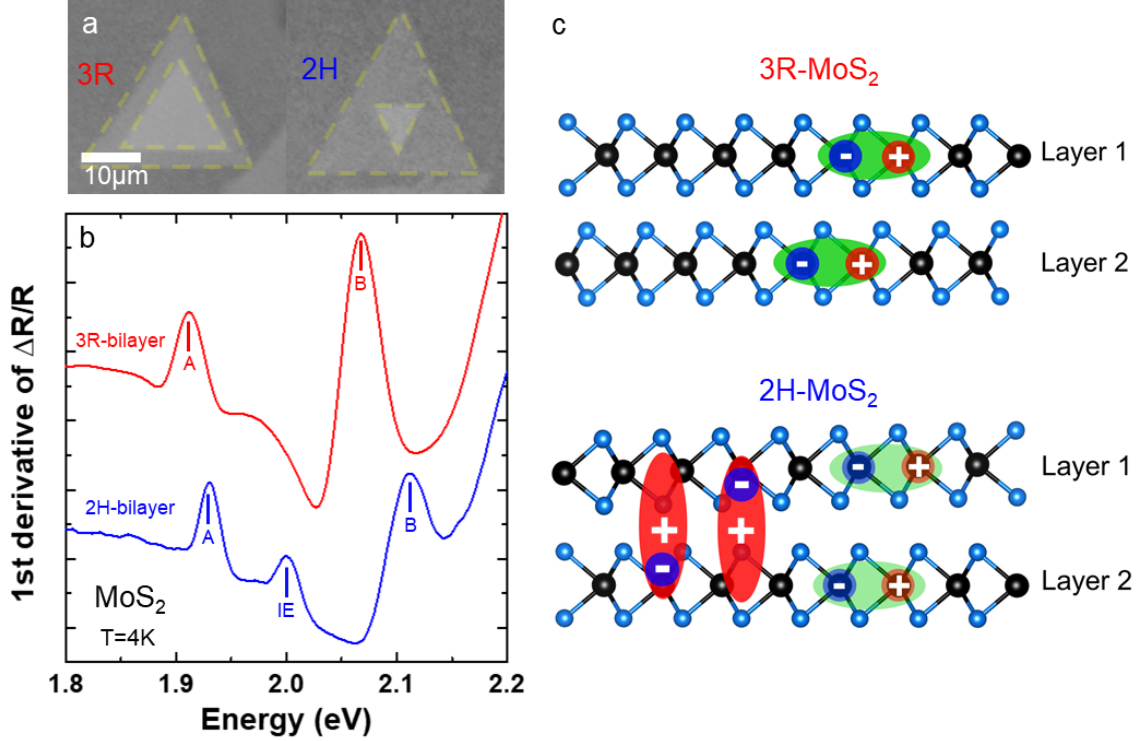 a
3R
2H
10μm
b
3R-bilayer
A
B
2H-bilayer
A
IE
B
MoS₂
T=4K
1st derivative of ΔR/R
1.8 1.9 2.0 2.1 2.2
Energy (eV)
c
3R-MoS₂
- +
Layer 1
- +
Layer 2
2H-MoS₂
- - +
Layer 1
+ +
- - +
Layer 2